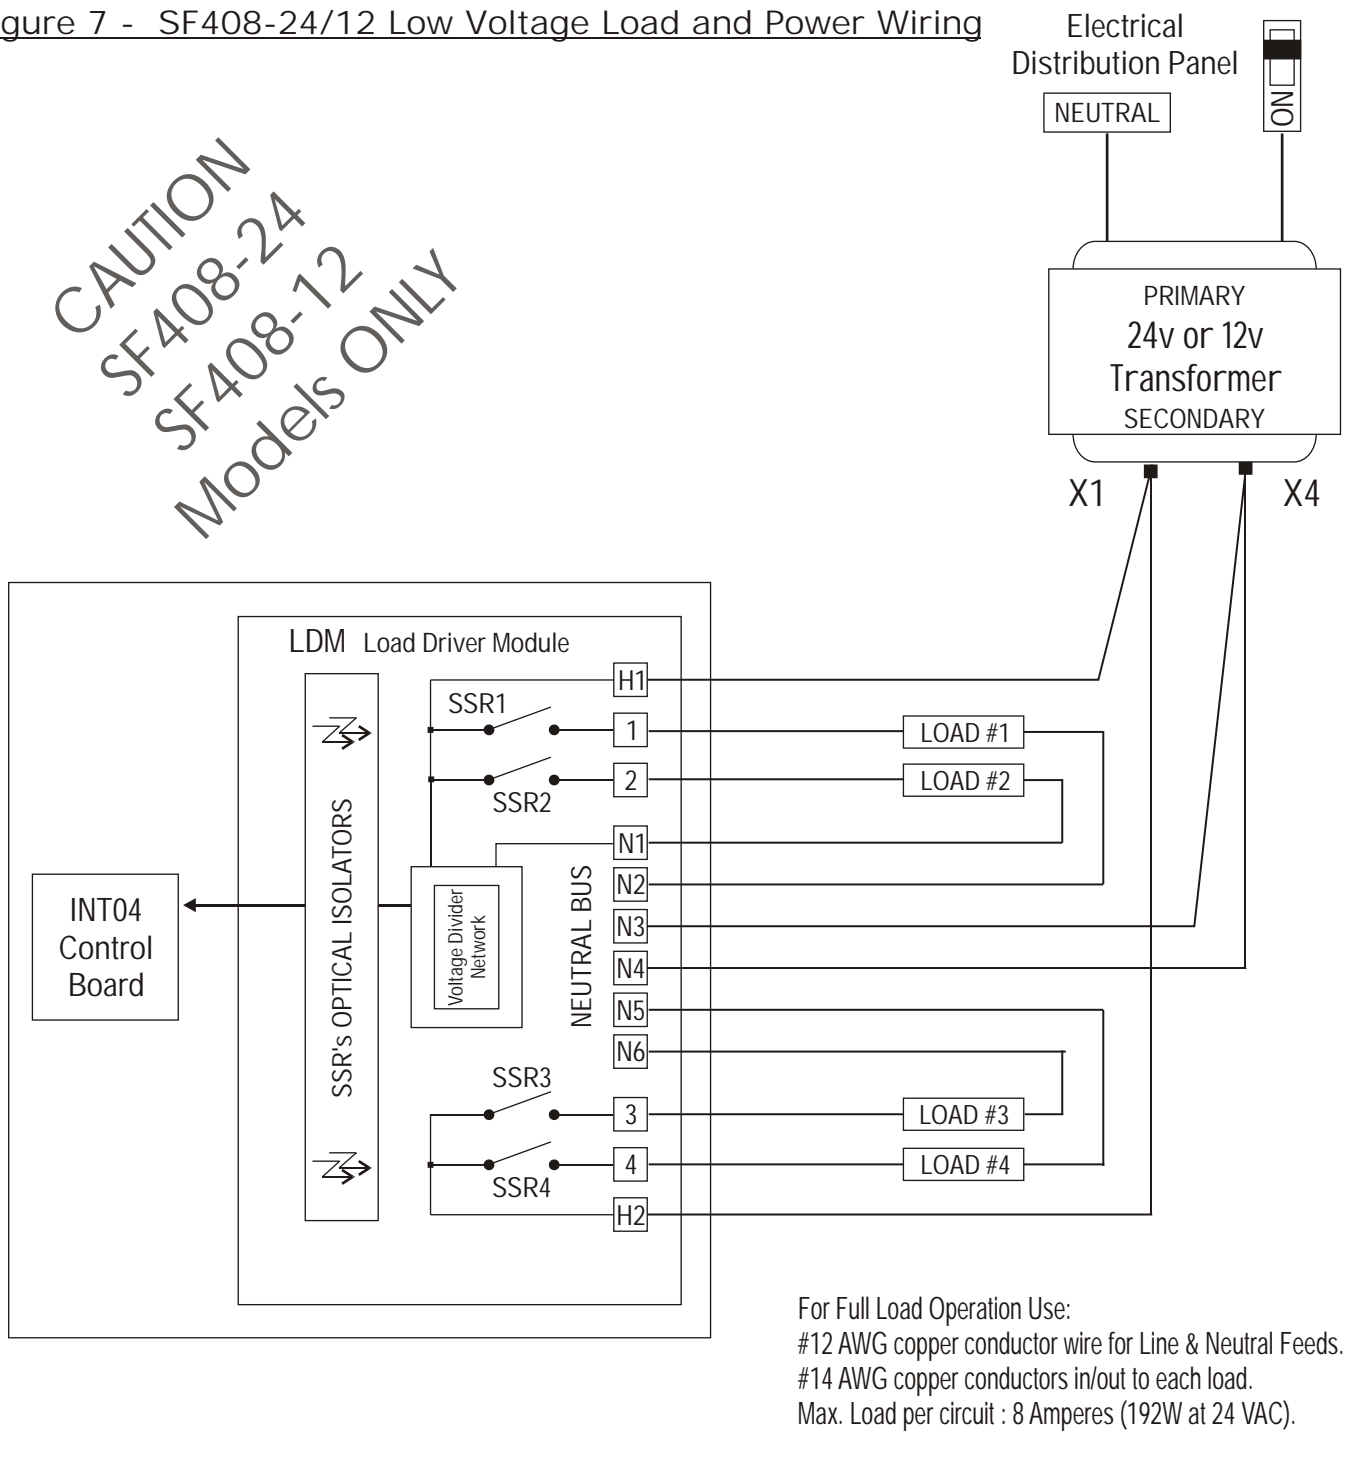 gure 7 - SF408-24/12 Low Voltage Load and Power Wiring
Electrical
Distribution Panel
NEUTRAL
ON
CAUTION
SF408-24
SF408-12
Models ONLY
PRIMARY
24v or 12v
Transformer
SECONDARY
X1
X4
LDM Load Driver Module
H1
SSR1
1
LOAD #1
2
LOAD #2
SSR2
N1
N2
N3
N4
N5
N6
NEUTRAL BUS
SSR's OPTICAL ISOLATORS
Voltage Divider
Network
INT04
Control
Board
SSR3
3
LOAD #3
4
LOAD #4
SSR4
H2
For Full Load Operation Use:
#12 AWG copper conductor wire for Line & Neutral Feeds.
#14 AWG copper conductors in/out to each load.
Max. Load per circuit : 8 Amperes (192W at 24 VAC).